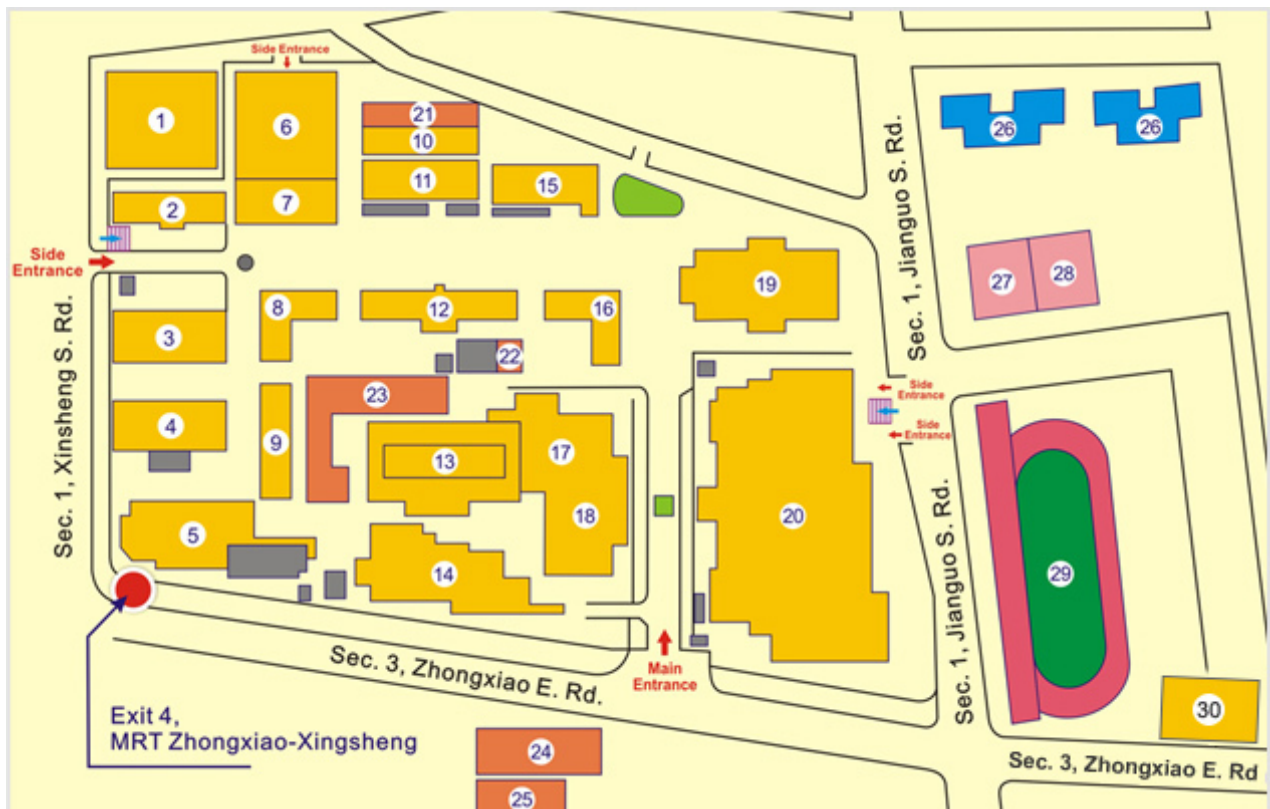 Side Entrance
1
6
21
10
11
15
2
7
Side
Entrance
8
12
16
19
3
22
23
4
9
13
17
5
14
18
20
Sec. 1, Xinsheng S. Rd.
Sec. 1, Jianguo S. Rd.
26
26
27
28
Side
Entrance
Side
Entrance
Sec. 1, Jianguo S. Rd.
29
30
Main
Entrance
Sec. 3, Zhongxiao E. Rd.
Exit 4,
MRT Zhongxiao-Xingsheng
24
25
Sec. 3, Zhongxiao E. Rd